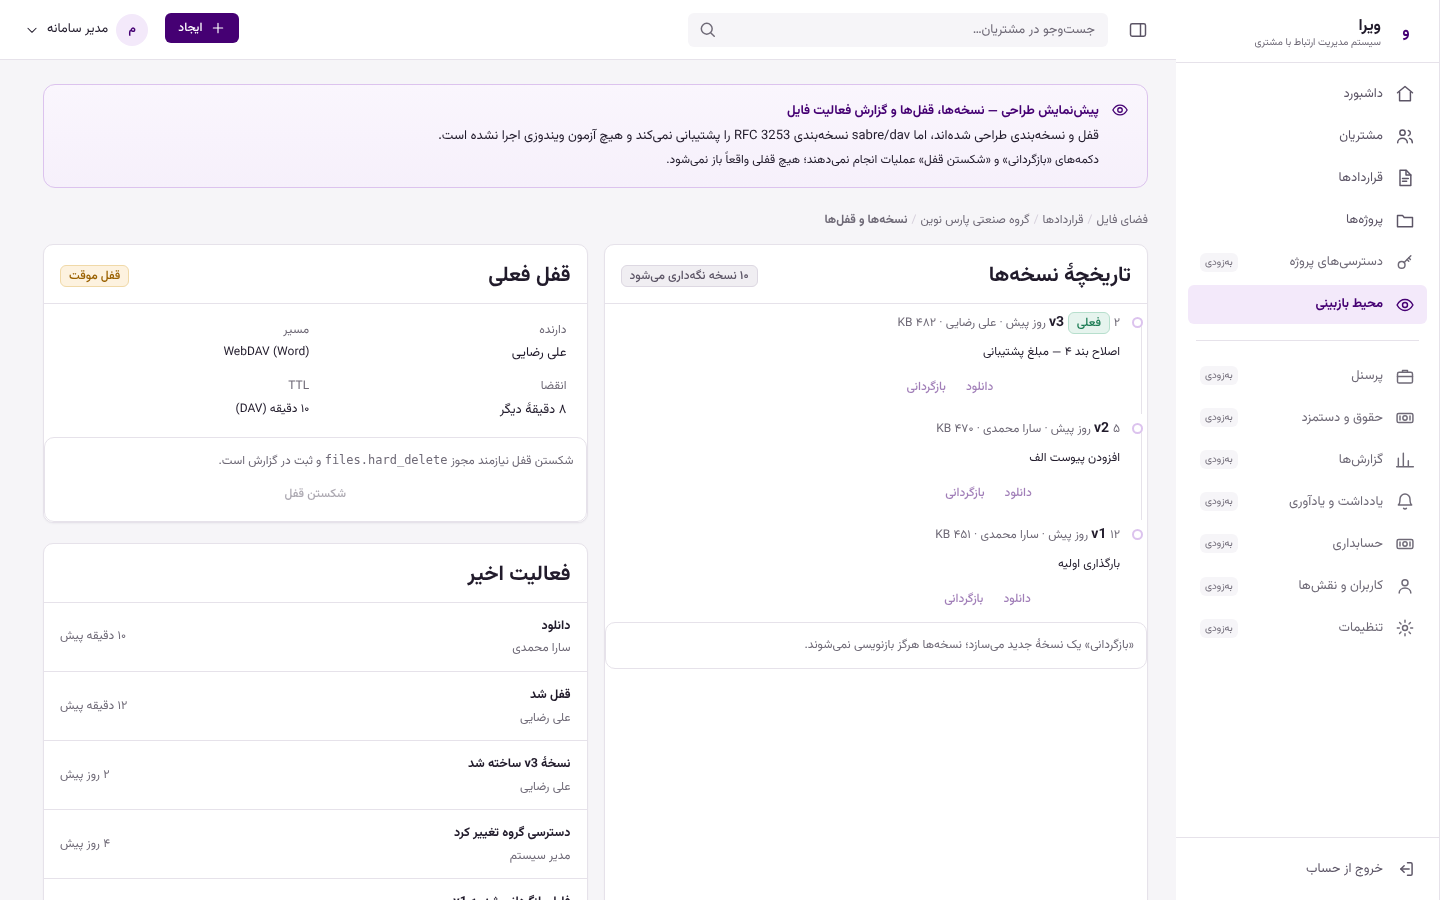 و
ویرا
سیستم مدیریت ارتباط با مشتری
داشبورد
مشتریان
قراردادها
پروژه‌ها
دسترسی‌های پروژه
به‌زودی
محیط بازبینی
پرسنل
به‌زودی
حقوق و دستمزد
به‌زودی
گزارش‌ها
به‌زودی
یادداشت و یادآوری
به‌زودی
حسابداری
به‌زودی
کاربران و نقش‌ها
به‌زودی
تنظیمات
به‌زودی
خروج از حساب
جست‌وجو در مشتریان…
ایجاد
م
مدیر سامانه
پیش‌نمایش طراحی — نسخه‌ها، قفل‌ها و گزارش فعالیت فایل
قفل و نسخه‌بندی طراحی شده‌اند، اما sabre/dav نسخه‌بندی RFC 3253 را پشتیبانی نمی‌کند و هیچ آزمون ویندوزی اجرا نشده است.
دکمه‌های «بازگردانی» و «شکستن قفل» عملیات انجام نمی‌دهند؛ هیچ قفلی واقعاً باز نمی‌شود.
فضای فایل / قراردادها / گروه صنعتی پارس نوین / نسخه‌ها و قفل‌ها
تاریخچهٔ نسخه‌ها
۱۰ نسخه نگه‌داری می‌شود
۲ فعلی v3 روز پیش · علی رضایی · ۴۸۲ KB
اصلاح بند ۴ — مبلغ پشتیبانی
دانلود بازگردانی
۵ v2 روز پیش · سارا محمدی · ۴۷۰ KB
افزودن پیوست الف
دانلود بازگردانی
۱۲ v1 روز پیش · سارا محمدی · ۴۵۱ KB
بارگذاری اولیه
دانلود بازگردانی
«بازگردانی» یک نسخهٔ جدید می‌سازد؛ نسخه‌ها هرگز بازنویسی نمی‌شوند.
قفل فعلی
قفل موقت
دارنده
علی رضایی
مسیر
WebDAV (Word)
انقضا
۸ دقیقهٔ دیگر
TTL
۱۰ دقیقه (DAV)
شکستن قفل نیازمند مجوز files.hard_delete و ثبت در گزارش است.
شکستن قفل
فعالیت اخیر
دانلود
سارا محمدی
۱۰ دقیقه پیش
قفل شد
علی رضایی
۱۲ دقیقه پیش
نسخهٔ v3 ساخته شد
علی رضایی
۲ روز پیش
دسترسی گروه تغییر کرد
مدیر سیستم
۴ روز پیش